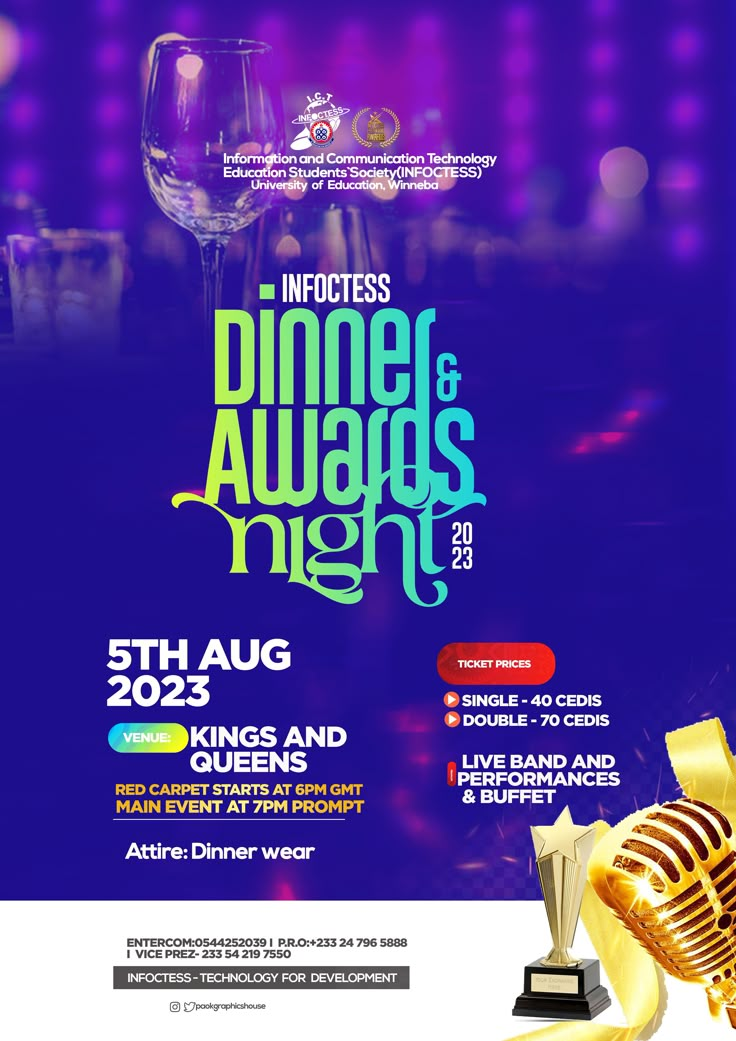 I.C.T
INFOCTESS
Information and Communication Technology
Education Students`Society(INFOCTESS)
University of Education, Winneba
INFOCTESS
Dinner &
Awards
night
20
23
5TH AUG
2023
VENUE: KINGS AND
QUEENS
RED CARPET STARTS AT 6PM GMT
MAIN EVENT AT 7PM PROMPT
Attire: Dinner wear
TICKET PRICES
SINGLE - 40 CEDIS
DOUBLE - 70 CEDIS
LIVE BAND AND
PERFORMANCES
& BUFFET
ENTERCOM:0544252039 I P.R.O:+233 24 796 5888
I VICE PREZ- 233 54 219 7550
INFOCTESS - TECHNOLOGY FOR DEVELOPMENT
paokgraphicshouse